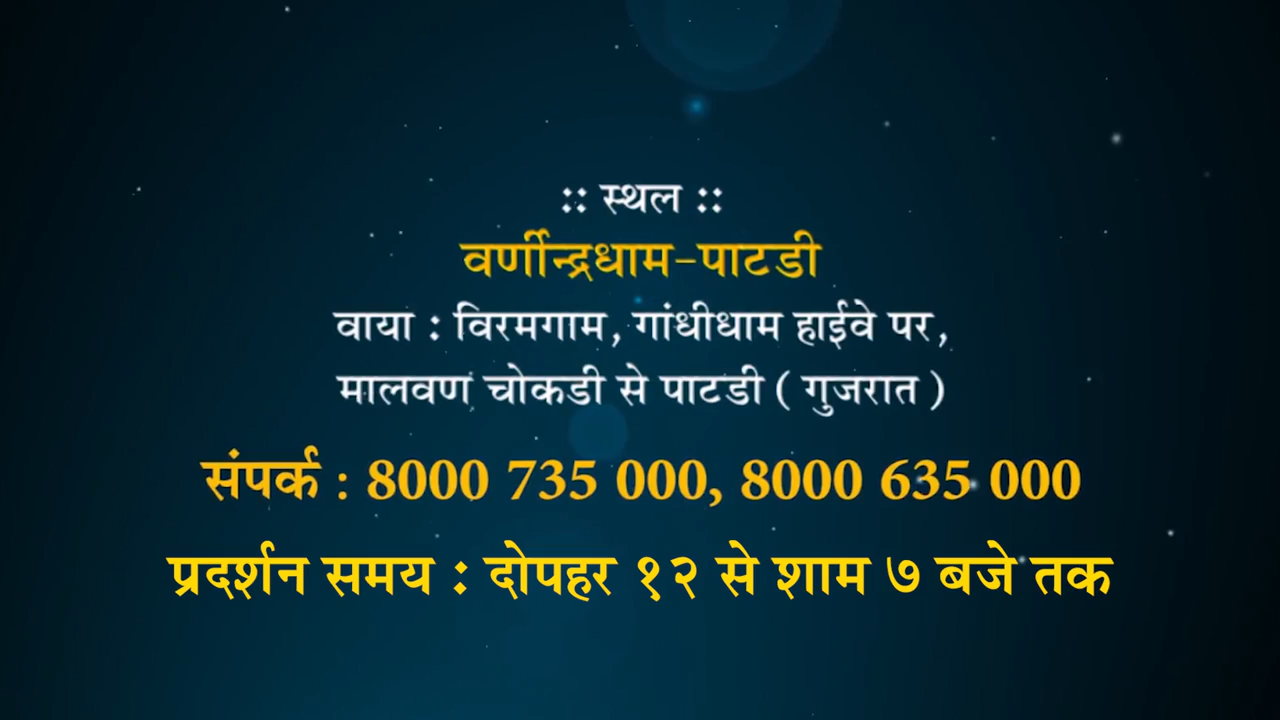 :: स्थल ::
वर्णीन्द्रधाम-पाटडी
वाया : विरमगाम, गांधीधाम हाईवे पर,
मालवण चोकडी से पाटडी ( गुजरात )
संपर्क : 8000 735 000, 8000 635 000
प्रदर्शन समय : दोपहर १२ से शाम ७ बजे तक